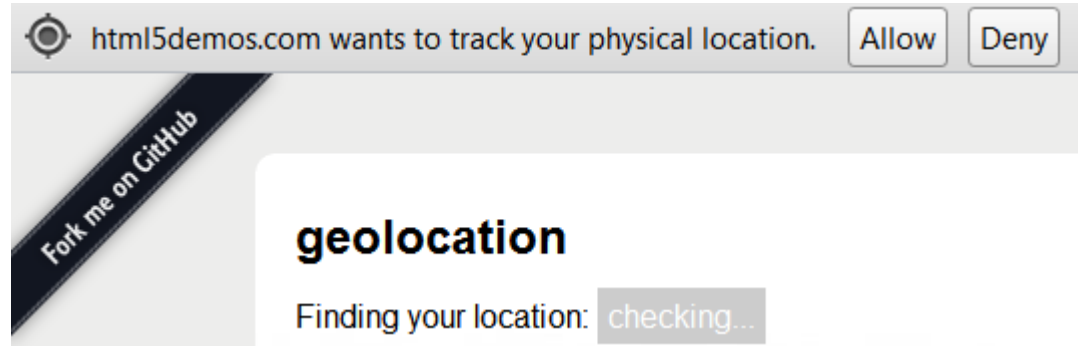 html5demos.com wants to track your physical location. Allow Deny
Fork me on GitHub
geolocation
Finding your location: checking...